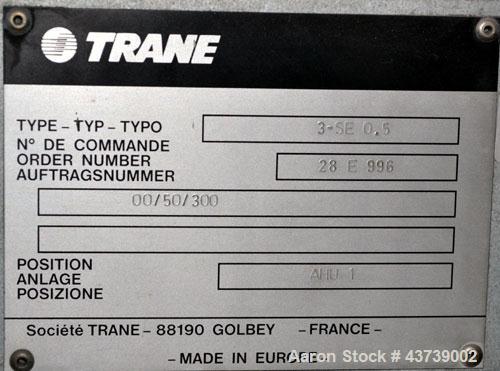 TRANE
TYPE - TYP - TYPO 3-SE 0.5
N° DE COMMANDE
ORDER NUMBER 28 E 996
AUFTRAGSNUMMER
00/50/300
POSITION
ANLAGE AHU 1
POSIZIONE
Société TRANE - 88190 GOLBEY - FRANCE -
- MADE IN EUROPE -
Aaron Stock # 43739002